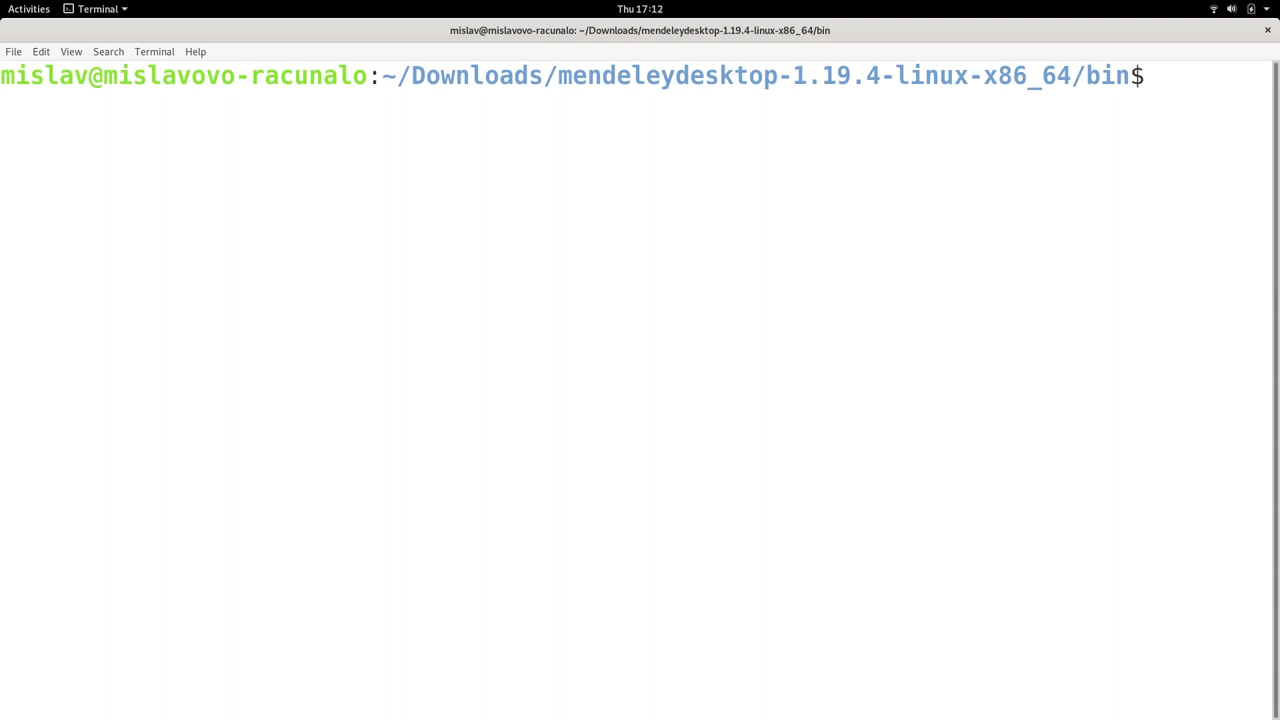 Activities Terminal Thu 17:12
mislav@mislavovo-racunalo: ~/Downloads/mendeleydesktop-1.19.4-linux-x86_64/bin ×
File Edit View Search Terminal Help
mislav@mislavovo-racunalo:~/Downloads/mendeleydesktop-1.19.4-linux-x86_64/bin$